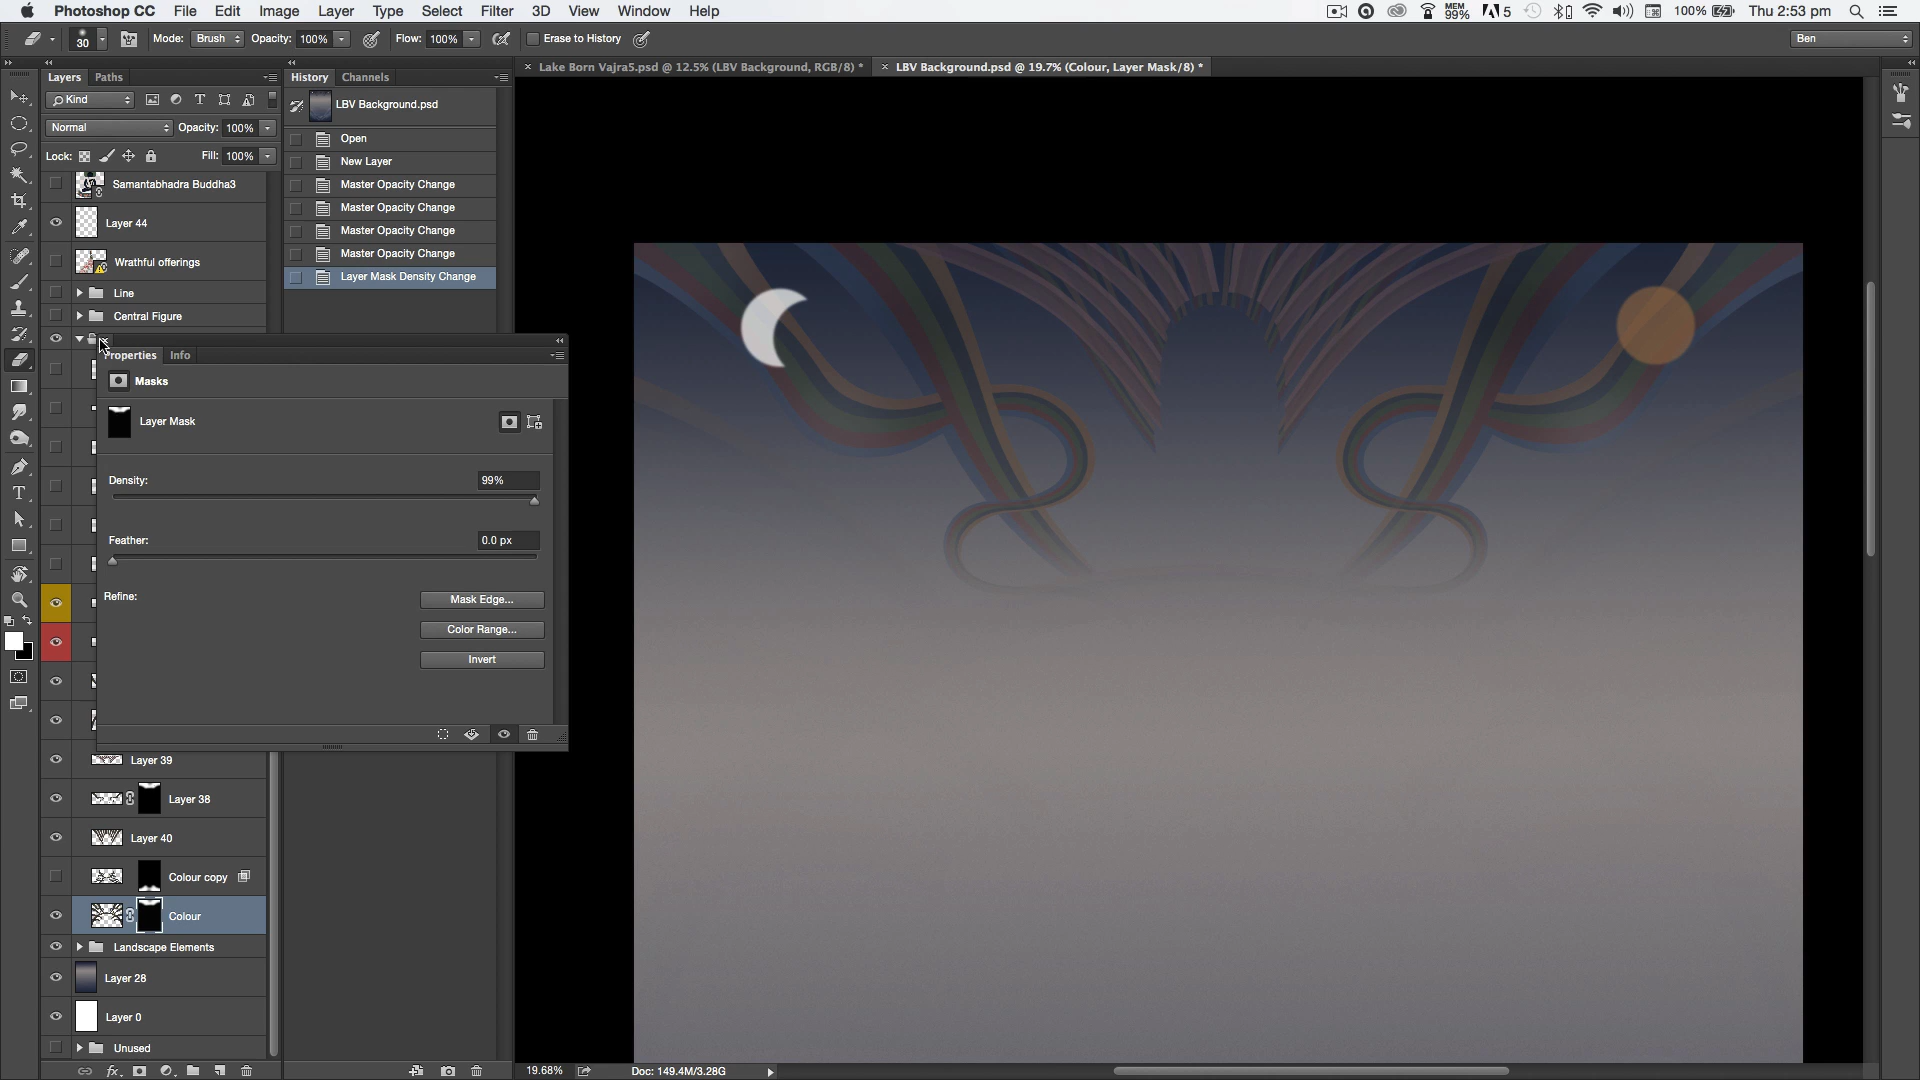 Photoshop CC File Edit Image Layer Type Select Filter 3D View Window Help MEM 99% 5 100% Thu 2:53 pm
30 Mode: Brush Opacity: 100% Flow: 100% Erase to History Ben
Layers Paths
History Channels
Lake Born Vajra5.psd @ 12.5% (LBV Background, RGB/8) *
LBV Background.psd @ 19.7% (Colour, Layer Mask/8) *
Kind
Normal Opacity: 100%
Lock: Fill: 100%
Samantabhadra Buddha3
Layer 44
Wrathful offerings
Line
Central Figure
LBV Background.psd
Open
New Layer
Master Opacity Change
Master Opacity Change
Master Opacity Change
Master Opacity Change
Layer Mask Density Change
Properties Info
Masks
Layer Mask
Density: 99%
Feather: 0.0 px
Refine: Mask Edge...
Color Range...
Invert
Layer 39
Layer 38
Layer 40
Colour copy
Colour
Landscape Elements
Layer 28
Layer 0
Unused
19.68% Doc: 149.4M/3.28G